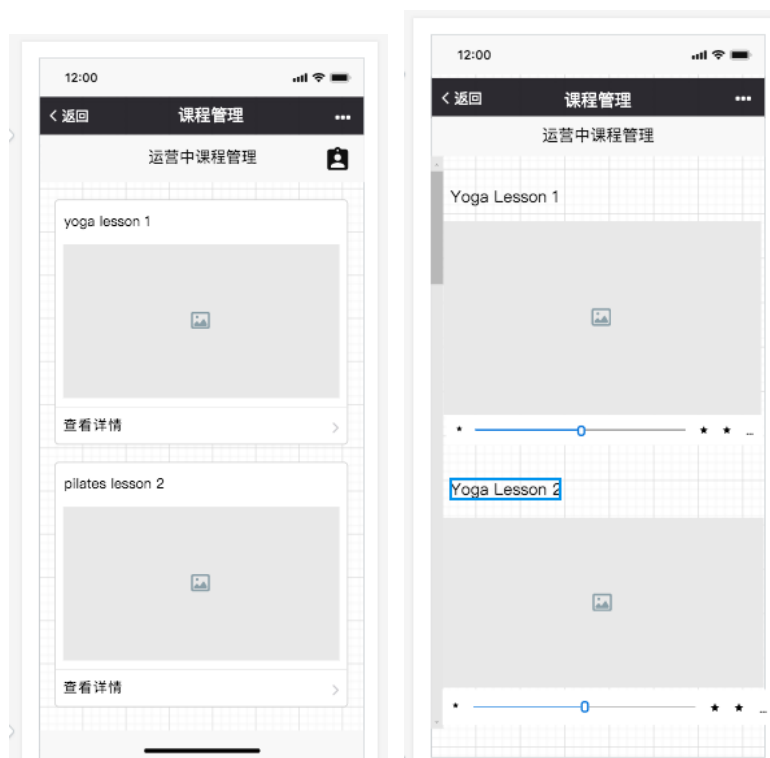 12:00
返回
课程管理
运营中课程管理
yoga lesson 1
查看详情
pilates lesson 2
查看详情
12:00
返回
课程管理
运营中课程管理
Yoga Lesson 1
Yoga Lesson 2